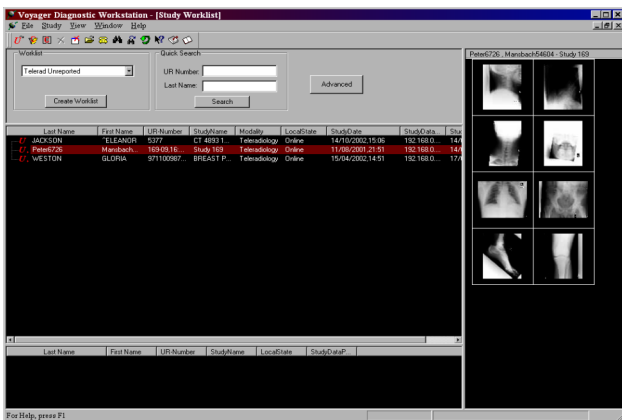 Voyager Diagnostic Workstation - [Study Worklist]
File Study View Window Help
Worklist
Quick Search
Peter6726 , Mansbach54604 - Study 169
Telerad Unreported
UR Number:
Last Name:
Advanced
Create Worklist
Search
Last Name First Name UR-Number StudyName Modality LocalState StudyDate StudyData... Stu
JACKSON ~ELEANOR 5377 CT 4893 1... Teleradiology Online 14/10/2002,15:06 192.168.0.... 14/
Peter6726 Mansbach... 169-09,16:... Study 169 Teleradiology Online 11/08/2001,21:51 192.168.0.... 14/
WESTON GLORIA 971100987... BREAST P... Teleradiology Online 15/04/2002,14:51 192.168.0.... 17/
Last Name First Name UR-Number StudyName LocalState StudyDataP...
For Help, press F1